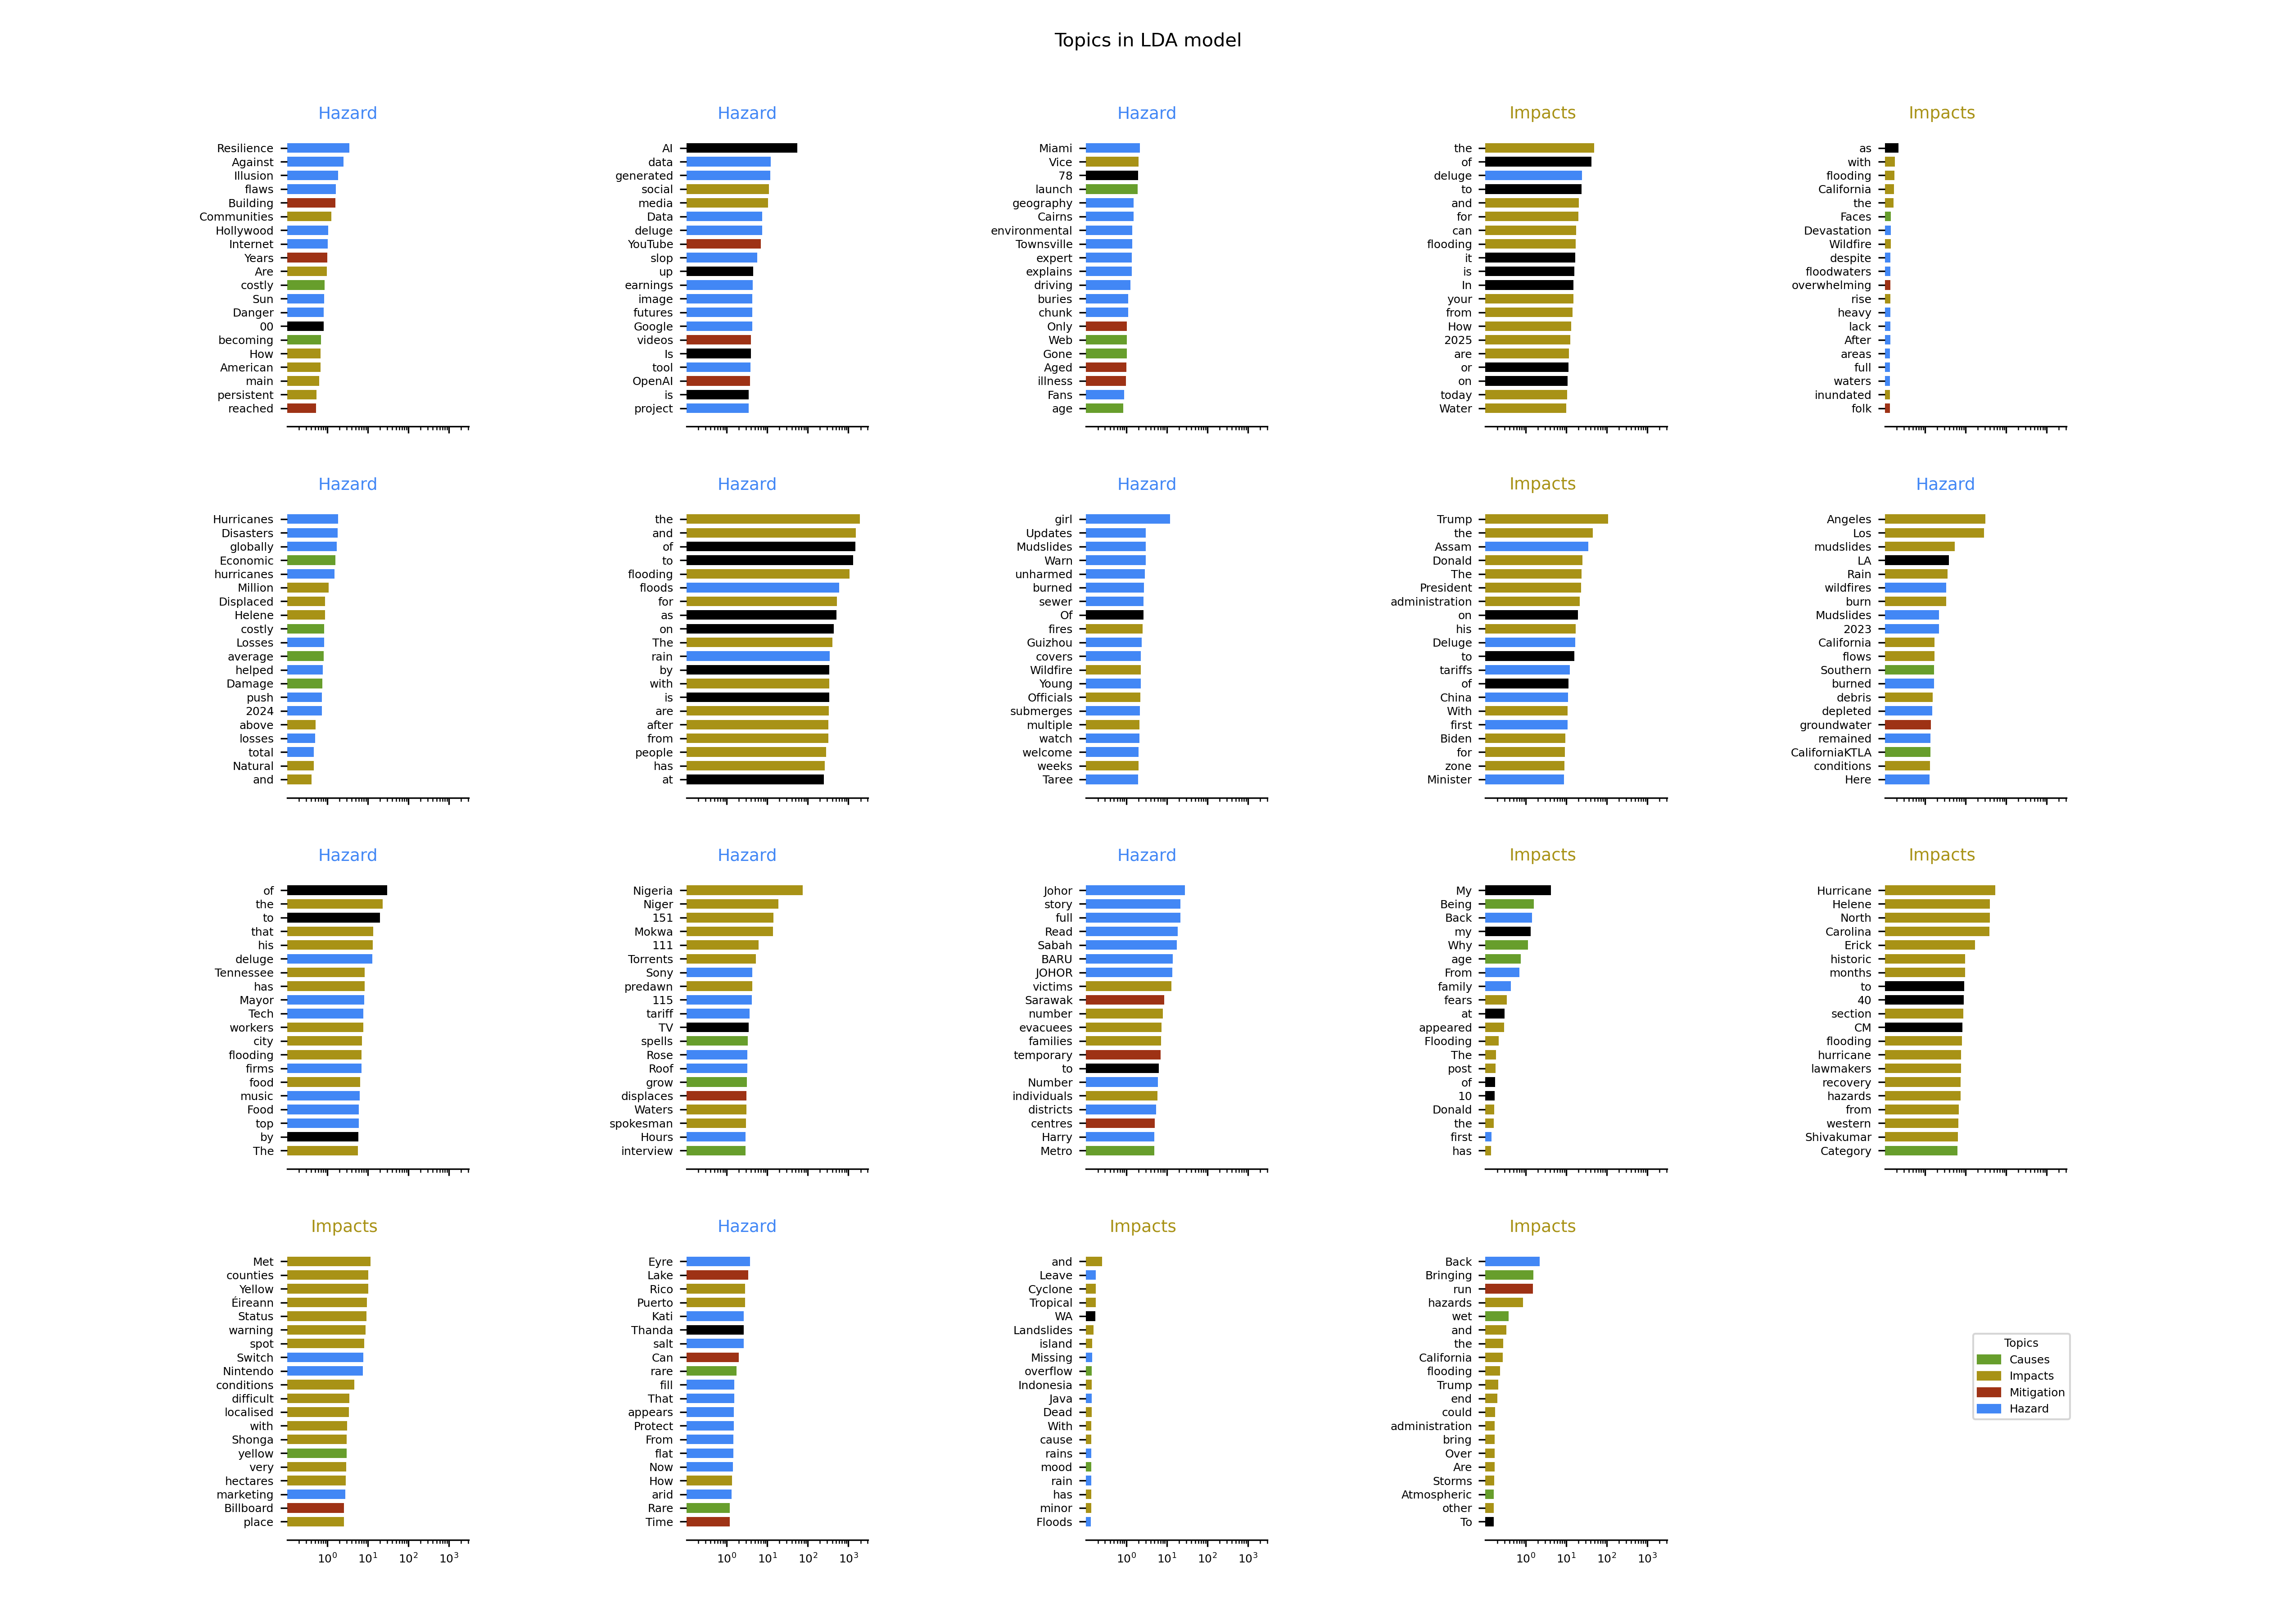 Topics in LDA model
Hazard
Resilience
Against
Illusion
flaws
Building
Communities
Hollywood
Internet
Years
Are
costly
Sun
Danger
00
becoming
How
American
main
persistent
reached
Hazard
AI
data
generated
social
media
Data
deluge
YouTube
slop
up
earnings
image
futures
Google
videos
Is
tool
OpenAI
is
project
Hazard
Miami
Vice
78
launch
geography
Cairns
environmental
Townsville
expert
explains
driving
buries
chunk
Only
Web
Gone
Aged
illness
Fans
age
Impacts
the
of
deluge
to
and
for
can
flooding
it
is
In
your
from
How
2025
are
or
on
today
Water
Impacts
as
with
flooding
California
the
Faces
Devastation
Wildfire
despite
floodwaters
overwhelming
rise
heavy
lack
After
areas
full
waters
inundated
folk
Hazard
Hurricanes
Disasters
globally
Economic
hurricanes
Million
Displaced
Helene
costly
Losses
average
helped
Damage
push
2024
above
losses
total
Natural
and
Hazard
the
and
of
to
flooding
floods
for
as
on
The
rain
by
with
is
are
after
from
people
has
at
Hazard
girl
Updates
Mudslides
Warn
unharmed
burned
sewer
Of
fires
Guizhou
covers
Wildfire
Young
Officials
submerges
multiple
watch
welcome
weeks
Taree
Impacts
Trump
the
Assam
Donald
The
President
administration
on
his
Deluge
to
tariffs
of
China
With
first
Biden
for
zone
Minister
Hazard
Angeles
Los
mudslides
LA
Rain
wildfires
burn
Mudslides
2023
California
flows
Southern
burned
debris
depleted
groundwater
remained
CaliforniaKTLA
conditions
Here
Hazard
of
the
to
that
his
deluge
Tennessee
has
Mayor
Tech
workers
city
flooding
firms
food
music
Food
top
by
The
Hazard
Nigeria
Niger
151
Mokwa
111
Torrents
Sony
predawn
115
tariff
TV
spells
Rose
Roof
grow
displaces
Waters
spokesman
Hours
interview
Hazard
Johor
story
full
Read
Sabah
BARU
JOHOR
victims
Sarawak
number
evacuees
families
temporary
to
Number
individuals
districts
centres
Harry
Metro
Impacts
My
Being
Back
my
Why
age
From
family
fears
at
appeared
Flooding
The
post
of
10
Donald
the
first
has
Impacts
Hurricane
Helene
North
Carolina
Erick
historic
months
to
40
section
CM
flooding
hurricane
lawmakers
recovery
hazards
from
western
Shivakumar
Category
Impacts
Met
counties
Yellow
Éireann
Status
warning
spot
Switch
Nintendo
conditions
difficult
localised
with
Shonga
yellow
very
hectares
marketing
Billboard
place
10⁰ 10¹ 10² 10³
Hazard
Eyre
Lake
Rico
Puerto
Kati
Thanda
salt
Can
rare
fill
That
appears
Protect
From
flat
Now
How
arid
Rare
Time
10⁰ 10¹ 10² 10³
Impacts
and
Leave
Cyclone
Tropical
WA
Landslides
island
Missing
overflow
Indonesia
Java
Dead
With
cause
rains
mood
rain
has
minor
Floods
10⁰ 10¹ 10² 10³
Impacts
Back
Bringing
run
hazards
wet
and
the
California
flooding
Trump
end
could
administration
bring
Over
Are
Storms
Atmospheric
other
To
10⁰ 10¹ 10² 10³
Topics
Causes
Impacts
Mitigation
Hazard